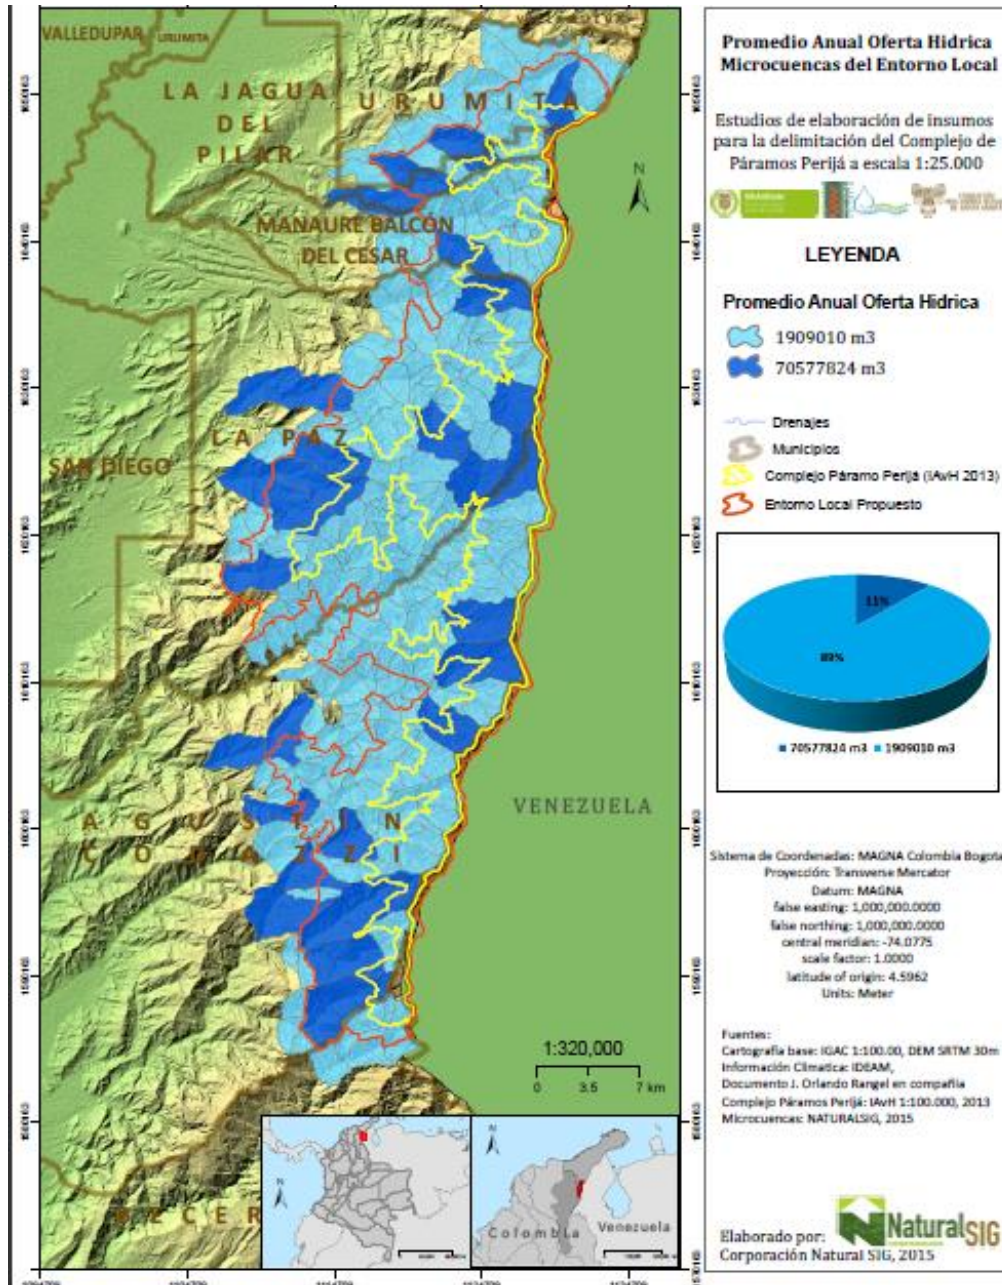 VALLEDUPAR
URUMITA
LA JAGUA
DEL
PILAR
URUMITA
MANAURE BALCÓN
DEL CESAR
LA PAZ
SAN DIEGO
AGUSTÍN
CODAZZI
VENEZUELA
N
1:320,000
0 3.5 7 km
N
N
Colombia
Venezuela
Promedio Anual Oferta Hidrica
Microcuencas del Entorno Local
Estudios de elaboración de insumos
para la delimitación del Complejo de
Páramos Perijá a escala 1:25.000
LEYENDA
Promedio Anual Oferta Hidrica
1909010 m3
70577824 m3
Drenajes
Municipios
Complejo Páramo Perijá (IAvH 2013)
Entorno Local Propuesto
11%
89%
70577824 m3 1909010 m3
Sistema de Coordenadas: MAGNA Colombia Bogota
Proyección: Transverse Mercator
Datum: MAGNA
false easting: 1,000,000.0000
false northing: 1,000,000.0000
central meridian: -74.0775
scale factor: 1.0000
latitude of origin: 4.5962
Units: Meter
Fuentes:
Cartografía base: IGAC 1:100.00, DEM SRTM 30m
Información Climatica: IDEAM,
Documento J. Orlando Rangel en compañia
Complejo Páramos Perijá: IAvH 1:100.000, 2013
Microcuencas: NATURALSIG, 2015
NaturalSIG
Elaborado por:
Corporación Natural SIG, 2015